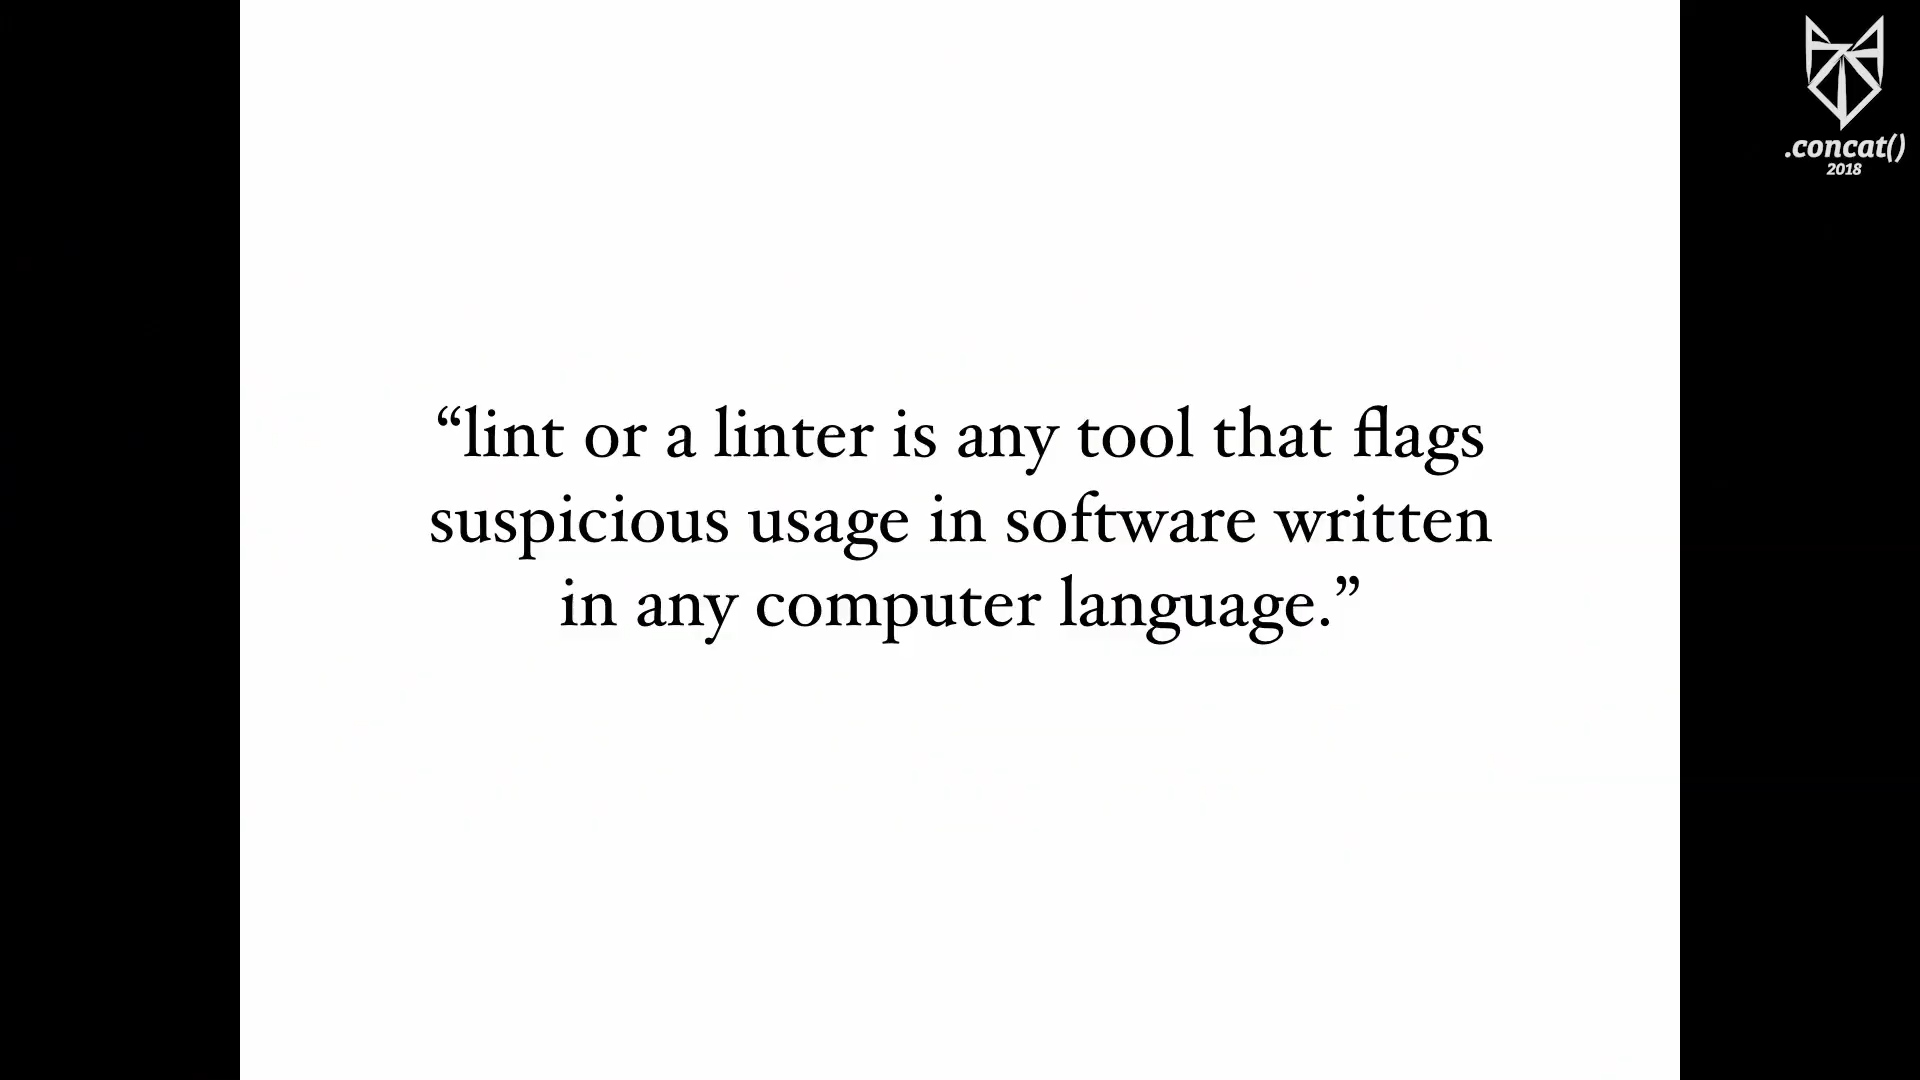 “lint or a linter is any tool that flags
suspicious usage in software written
in any computer language.”
.concat()
2018